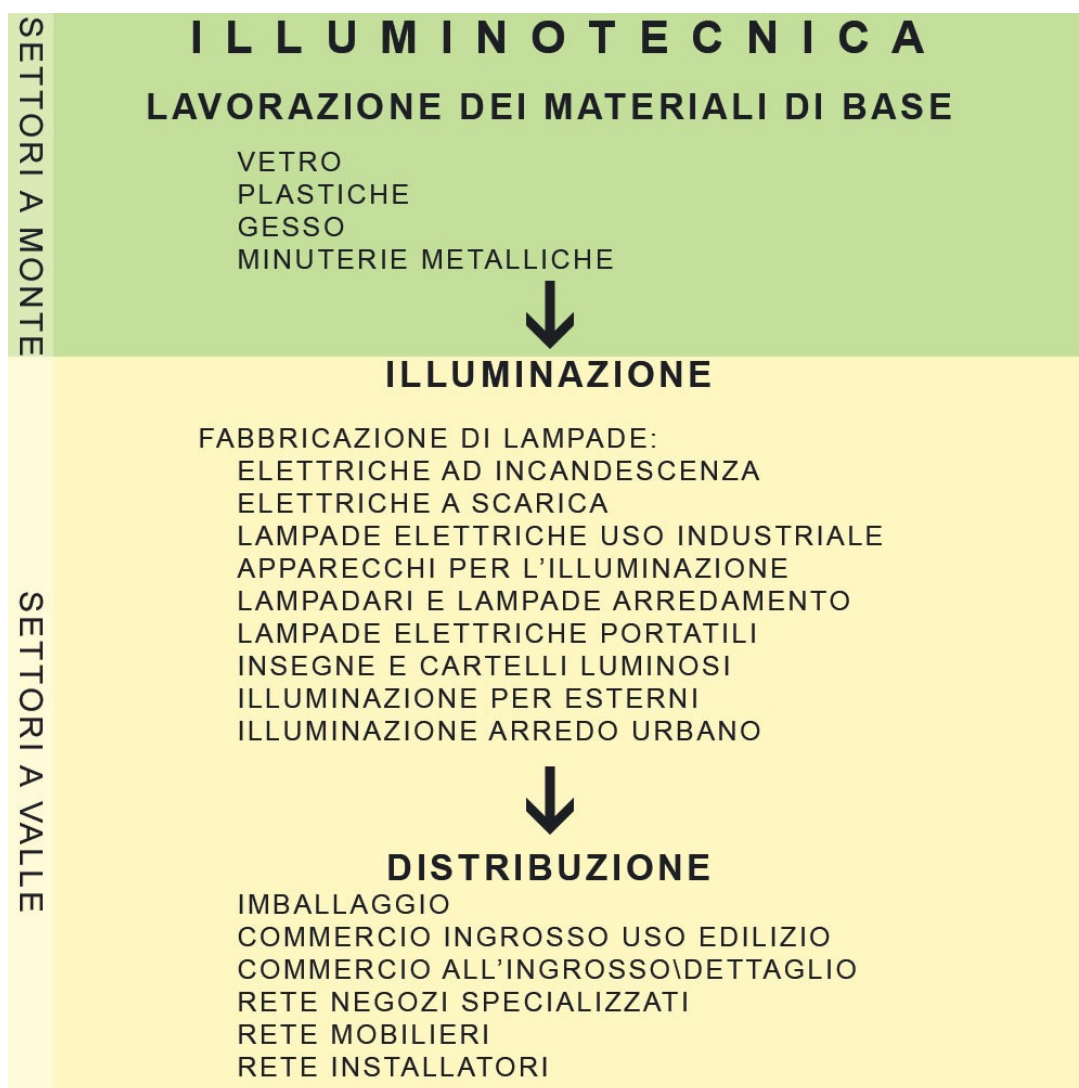 SETTORI A MONTE
I L L U M I N O T E C N I C A
LAVORAZIONE DEI MATERIALI DI BASE
VETRO
PLASTICHE
GESSO
MINUTERIE METALLICHE
SETTORI A VALLE
ILLUMINAZIONE
FABBRICAZIONE DI LAMPADE:
ELETTRICHE AD INCANDESCENZA
ELETTRICHE A SCARICA
LAMPADE ELETTRICHE USO INDUSTRIALE
APPARECCHI PER L’ILLUMINAZIONE
LAMPADARI E LAMPADE ARREDAMENTO
LAMPADE ELETTRICHE PORTATILI
INSEGNE E CARTELLI LUMINOSI
ILLUMINAZIONE PER ESTERNI
ILLUMINAZIONE ARREDO URBANO
DISTRIBUZIONE
IMBALLAGGIO
COMMERCIO INGROSSO USO EDILIZIO
COMMERCIO ALL’INGROSSO\DETTAGLIO
RETE NEGOZI SPECIALIZZATI
RETE MOBILIERI
RETE INSTALLATORI